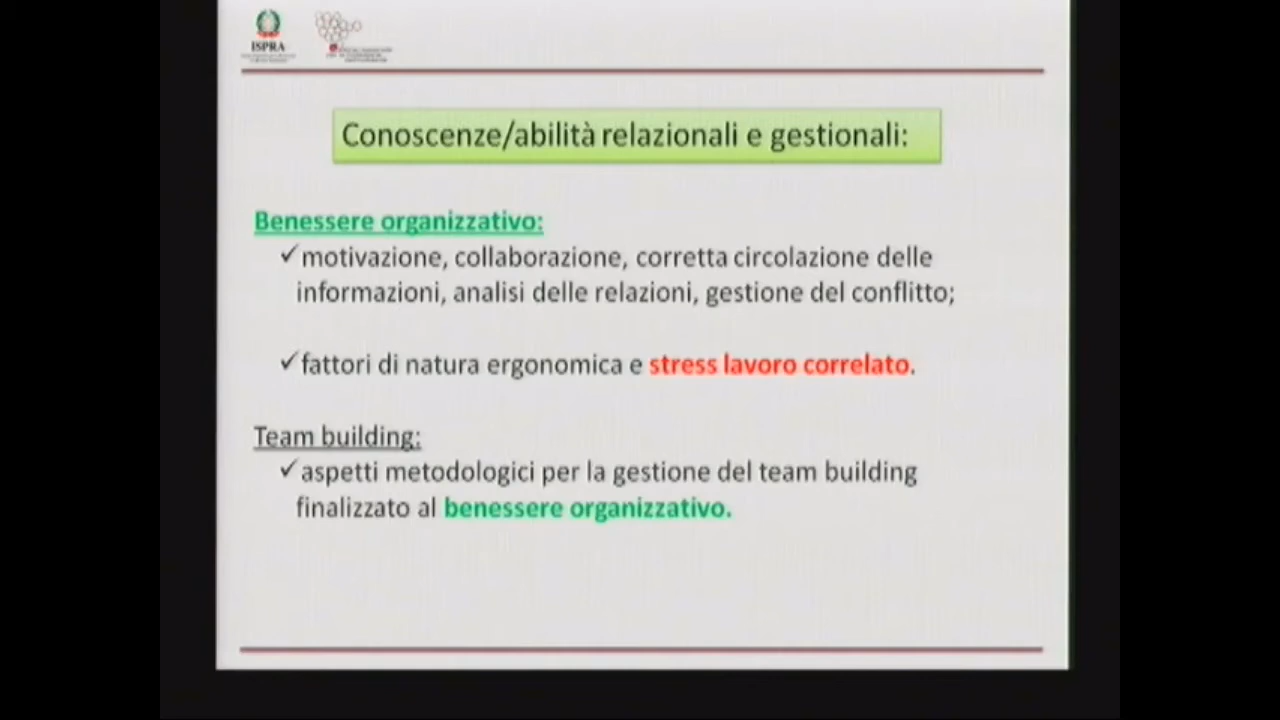 ISPRA
Conoscenze/abilità relazionali e gestionali:
Benessere organizzativo:
✓motivazione, collaborazione, corretta circolazione delle
informazioni, analisi delle relazioni, gestione del conflitto;
✓fattori di natura ergonomica e stress lavoro correlato.
Team building:
✓aspetti metodologici per la gestione del team building
finalizzato al benessere organizzativo.